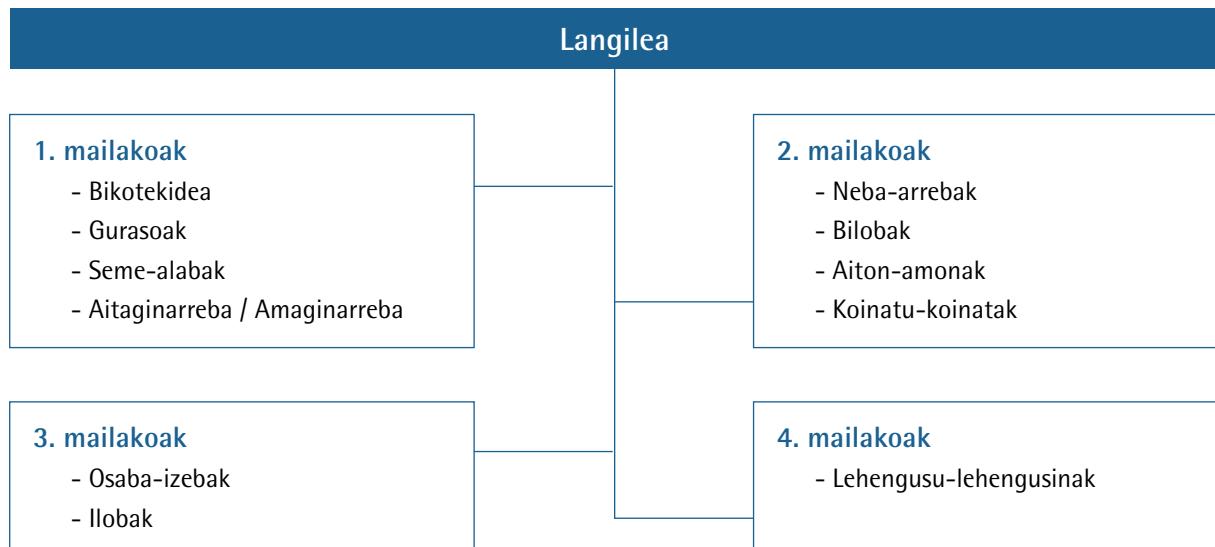 Langilea
1. mailakoak
- Bikotekidea
- Gurasoak
- Seme-alabak
- Aitaginarreba / Amaginarreba
2. mailakoak
- Neba-arrebak
- Bilobak
- Aiton-amonak
- Koinatu-koinatak
3. mailakoak
- Osaba-izebak
- Ilobak
4. mailakoak
- Lehengusu-lehengusinak